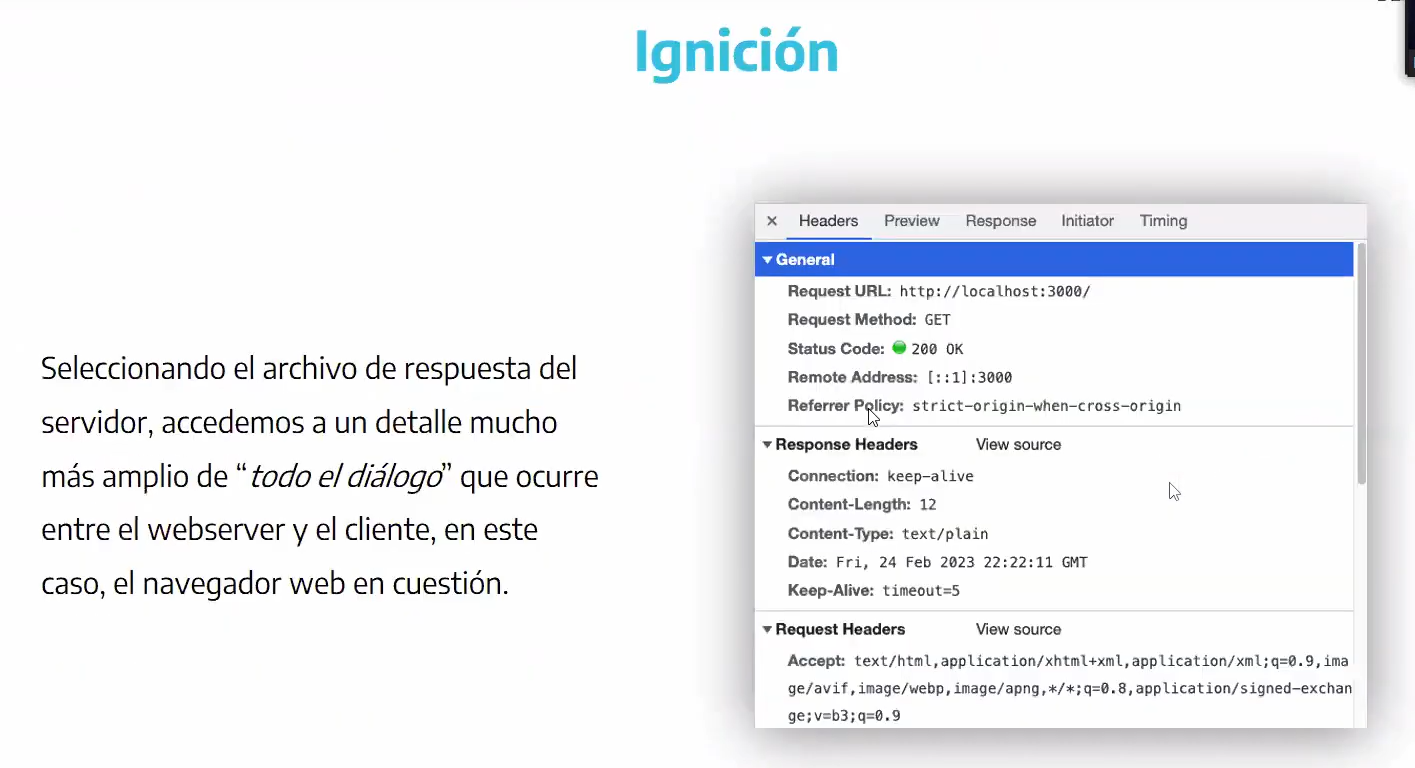 Ignición
Seleccionando el archivo de respuesta del
servidor, accedemos a un detalle mucho
más amplio de “todo el diálogo” que ocurre
entre el webserver y el cliente, en este
caso, el navegador web en cuestión.
× Headers Preview Response Initiator Timing
▼ General
Request URL: http://localhost:3000/
Request Method: GET
Status Code: 200 OK
Remote Address: [::1]:3000
Referrer Policy: strict-origin-when-cross-origin
▼ Response Headers View source
Connection: keep-alive
Content-Length: 12
Content-Type: text/plain
Date: Fri, 24 Feb 2023 22:22:11 GMT
Keep-Alive: timeout=5
▼ Request Headers View source
Accept: text/html,application/xhtml+xml,application/xml;q=0.9,ima
ge/avif,image/webp,image/apng,*/*;q=0.8,application/signed-exchan
ge;v=b3;q=0.9